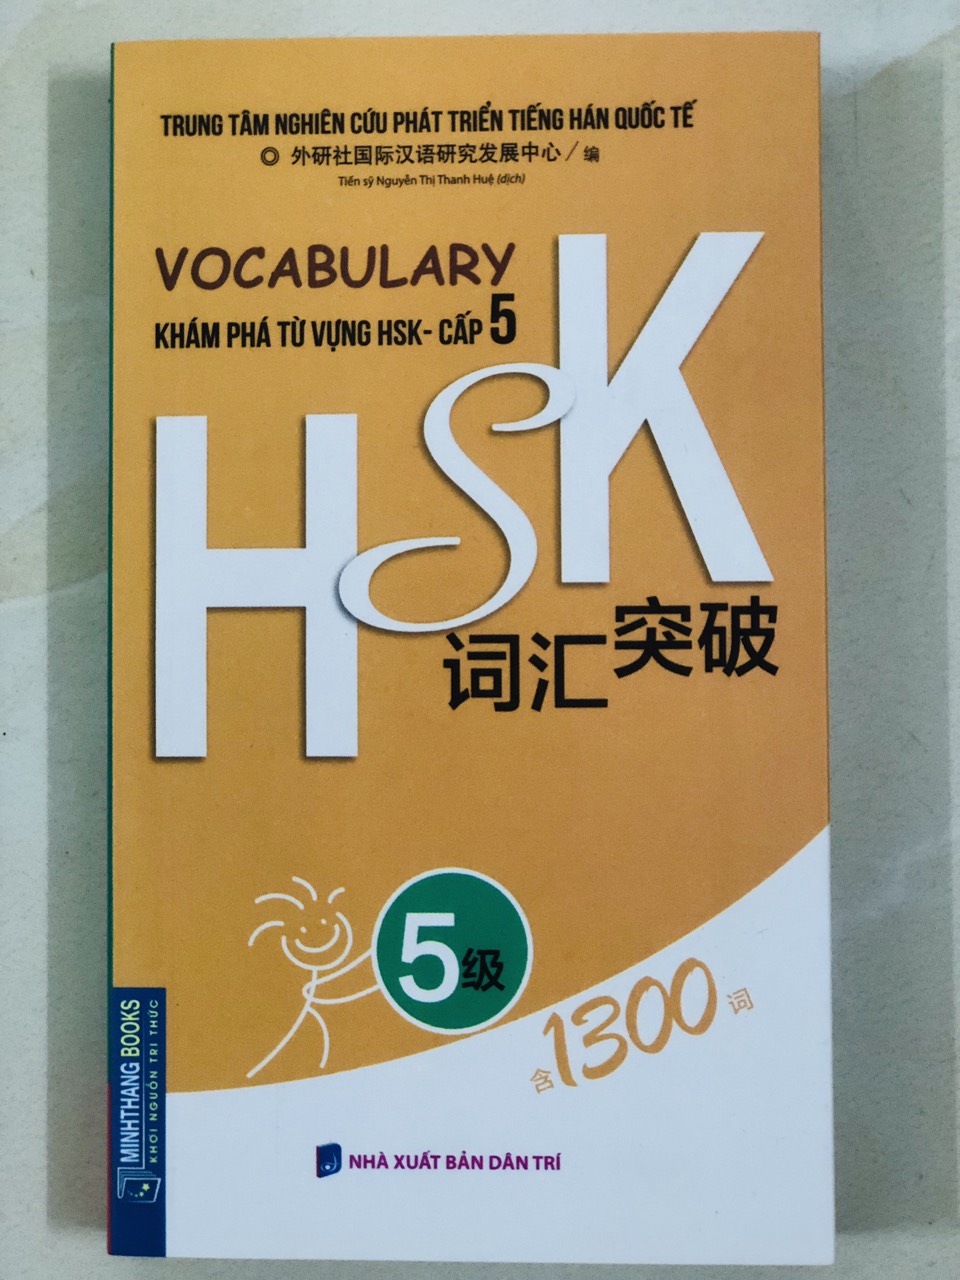 TRUNG TÂM NGHIÊN CỨU PHÁT TRIỂN TIẾNG HÁN QUỐC TẾ
◎ 外研社国际汉语研究发展中心／编
Tiến sỹ Nguyễn Thị Thanh Huệ (dịch)
VOCABULARY
KHÁM PHÁ TỪ VỰNG HSK- CẤP 5
HSK
词汇突破
5级
含1300词
MINHTHANG BOOKS
KHƠI NGUỒN TRI THỨC
NHÀ XUẤT BẢN DÂN TRÍ